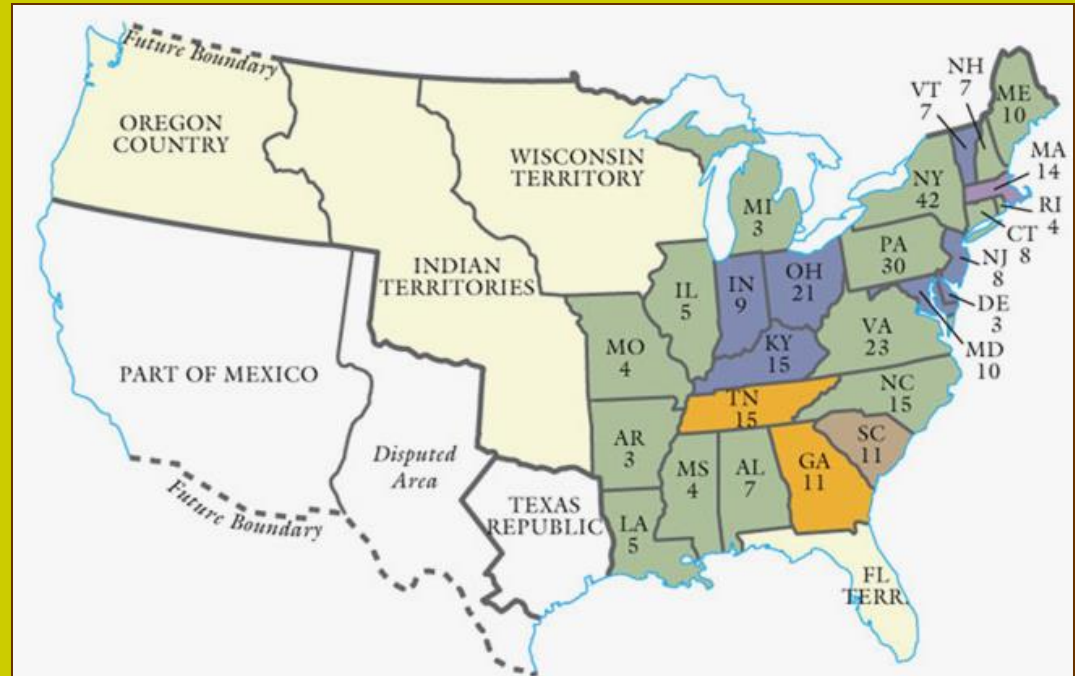 Future Boundary
OREGON
COUNTRY
WISCONSIN
TERRITORY
INDIAN
TERRITORIES
PART OF MEXICO
Disputed
Area
TEXAS
REPUBLIC
Future Boundary
NH
7
VT
7
ME
10
MA
14
RI
4
CT
8
NY
42
MI
3
PA
30
NJ
8
DE
3
MD
10
OH
21
IN
9
IL
5
VA
23
KY
15
MO
4
NC
15
TN
15
SC
11
AR
3
MS
4
AL
7
GA
11
LA
5
FL
TERR.